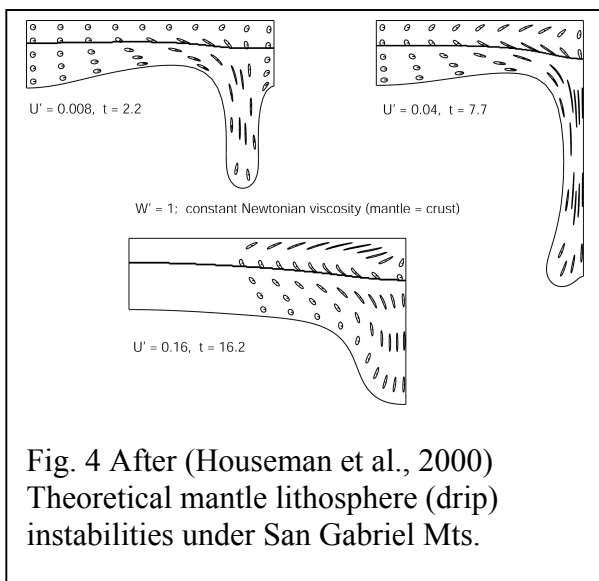 U' = 0.008, t = 2.2
U' = 0.04, t = 7.7
W' = 1; constant Newtonian viscosity (mantle = crust)
U' = 0.16, t = 16.2
Fig. 4 After (Houseman et al., 2000)
Theoretical mantle lithosphere (drip)
instabilities under San Gabriel Mts.